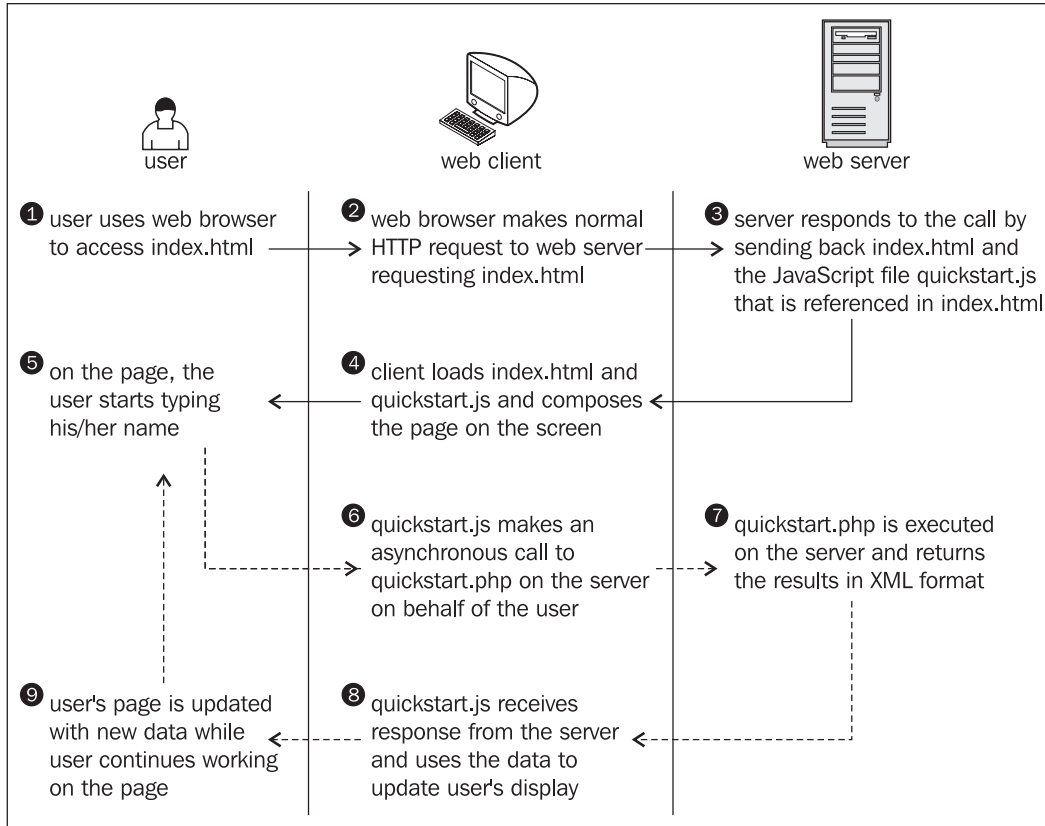 user
web client
web server
1 user uses web browser
to access index.html
2 web browser makes normal
HTTP request to web server
requesting index.html
3 server responds to the call by
sending back index.html and
the JavaScript file quickstart.js
that is referenced in index.html
4 client loads index.html and
quickstart.js and composes
the page on the screen
5 on the page, the
user starts typing
his/her name
6 quickstart.js makes an
asynchronous call to
quickstart.php on the server
on behalf of the user
7 quickstart.php is executed
on the server and returns
the results in XML format
8 quickstart.js receives
response from the server
and uses the data to
update user's display
9 user's page is updated
with new data while
user continues working
on the page